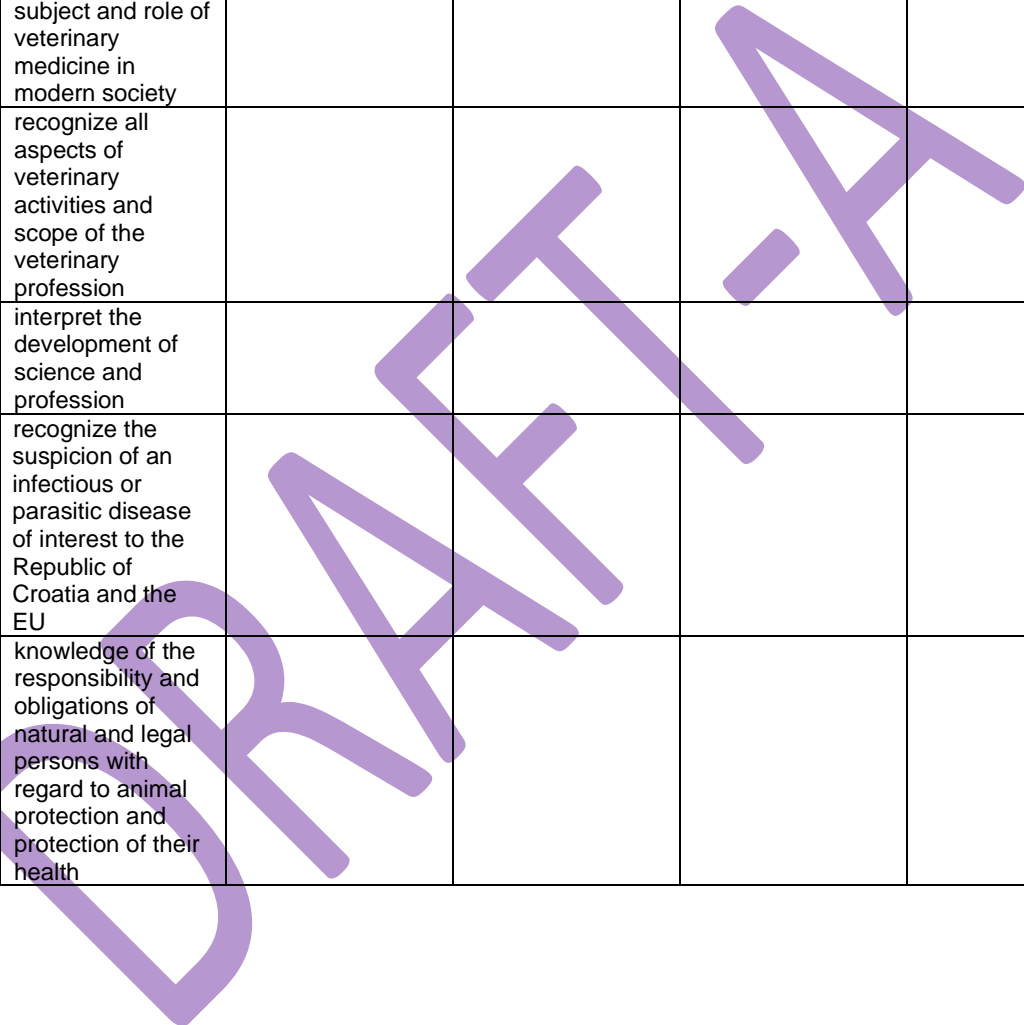 subject and role of
veterinary
medicine in
modern society
recognize all
aspects of
veterinary
activities and
scope of the
veterinary
profession
interpret the
development of
science and
profession
recognize the
suspicion of an
infectious or
parasitic disease
of interest to the
Republic of
Croatia and the
EU
knowledge of the
responsibility and
obligations of
natural and legal
persons with
regard to animal
protection and
protection of their
health
DRAFT-A